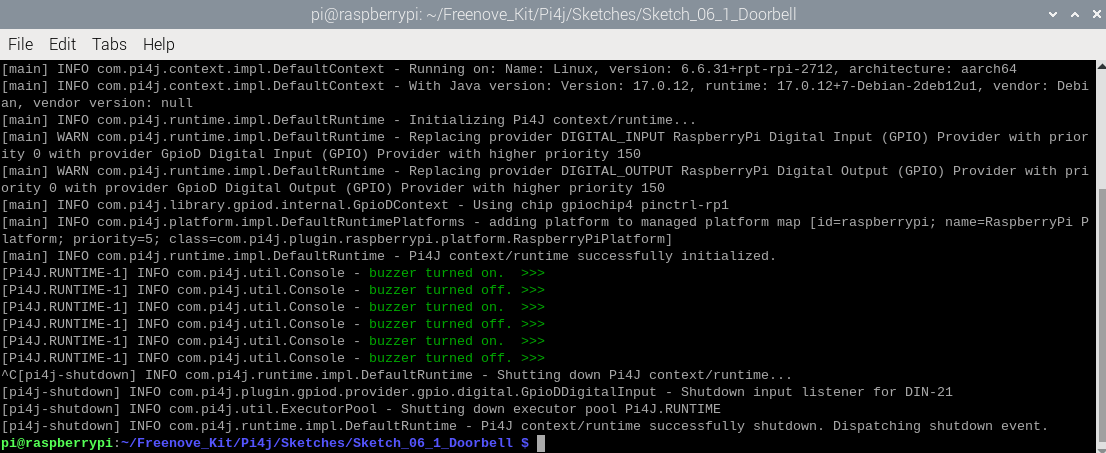 pi@raspberrypi: ~/Freenove_Kit/Pi4j/Sketches/Sketch_06_1_Doorbell
File Edit Tabs Help
[main] INFO com.pi4j.context.impl.DefaultContext - Running on: Name: Linux, version: 6.6.31+rpt-rpi-2712, architecture: aarch64
[main] INFO com.pi4j.context.impl.DefaultContext - With Java version: Version: 17.0.12, runtime: 17.0.12+7-Debian-2deb12u1, vendor: Debi
an, vendor version: null
[main] INFO com.pi4j.runtime.impl.DefaultRuntime - Initializing Pi4J context/runtime...
[main] WARN com.pi4j.runtime.impl.DefaultRuntime - Replacing provider DIGITAL_INPUT RaspberryPi Digital Input (GPIO) Provider with prior
ity 0 with provider GpioD Digital Input (GPIO) Provider with higher priority 150
[main] WARN com.pi4j.runtime.impl.DefaultRuntime - Replacing provider DIGITAL_OUTPUT RaspberryPi Digital Output (GPIO) Provider with pri
ority 0 with provider GpioD Digital Output (GPIO) Provider with higher priority 150
[main] INFO com.pi4j.library.gpiod.internal.GpioDContext - Using chip gpiochip4 pinctrl-rp1
[main] INFO com.pi4j.platform.impl.DefaultRuntimePlatforms - adding platform to managed platform map [id=raspberrypi; name=RaspberryPi P
latform; priority=5; class=com.pi4j.plugin.raspberrypi.platform.RaspberryPiPlatform]
[main] INFO com.pi4j.runtime.impl.DefaultRuntime - Pi4J context/runtime successfully initialized.
[Pi4J.RUNTIME-1] INFO com.pi4j.util.Console - buzzer turned on.  >>>
[Pi4J.RUNTIME-1] INFO com.pi4j.util.Console - buzzer turned off. >>>
[Pi4J.RUNTIME-1] INFO com.pi4j.util.Console - buzzer turned on.  >>>
[Pi4J.RUNTIME-1] INFO com.pi4j.util.Console - buzzer turned off. >>>
[Pi4J.RUNTIME-1] INFO com.pi4j.util.Console - buzzer turned on.  >>>
[Pi4J.RUNTIME-1] INFO com.pi4j.util.Console - buzzer turned off. >>>
^C[pi4j-shutdown] INFO com.pi4j.runtime.impl.DefaultRuntime - Shutting down Pi4J context/runtime...
[pi4j-shutdown] INFO com.pi4j.plugin.gpiod.provider.gpio.digital.GpioDDigitalInput - Shutdown input listener for DIN-21
[pi4j-shutdown] INFO com.pi4j.util.ExecutorPool - Shutting down executor pool Pi4J.RUNTIME
[pi4j-shutdown] INFO com.pi4j.runtime.impl.DefaultRuntime - Pi4J context/runtime successfully shutdown. Dispatching shutdown event.
pi@raspberrypi:~/Freenove_Kit/Pi4j/Sketches/Sketch_06_1_Doorbell $